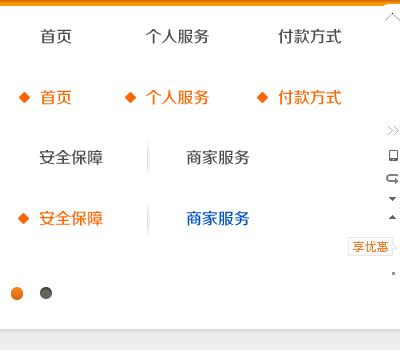 首页 个人服务 付款方式
首页 个人服务 付款方式
安全保障 商家服务
安全保障 商家服务
享优惠